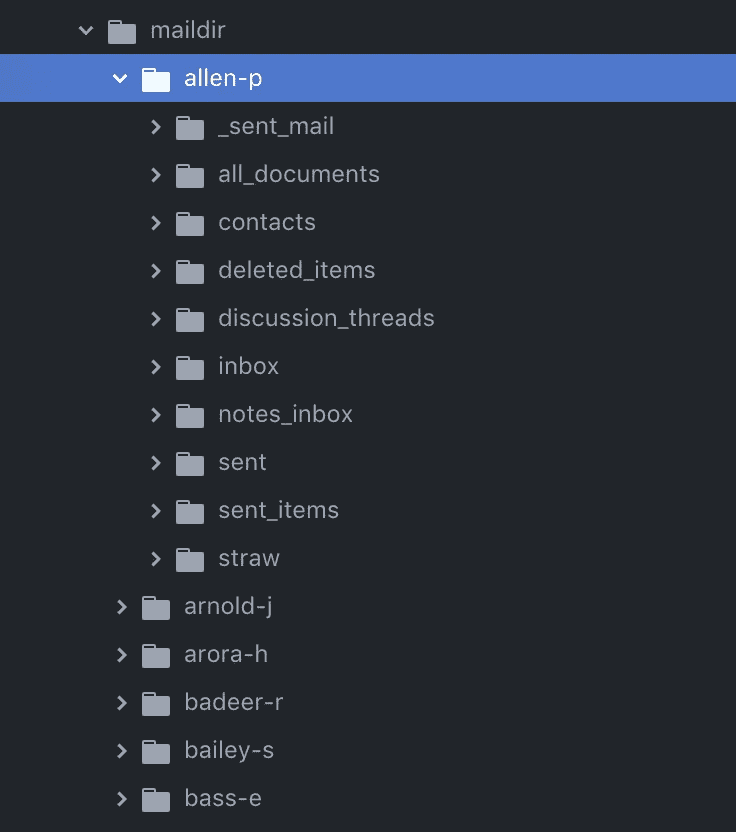 maildir
allen-p
_sent_mail
all_documents
contacts
deleted_items
discussion_threads
inbox
notes_inbox
sent
sent_items
straw
arnold-j
arora-h
badeer-r
bailey-s
bass-e